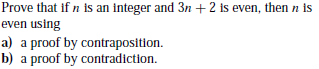 Prove that if n is an integer and 3n + 2 is even, then n is
even using
a) a proof by contraposition.
b) a proof by contradiction.